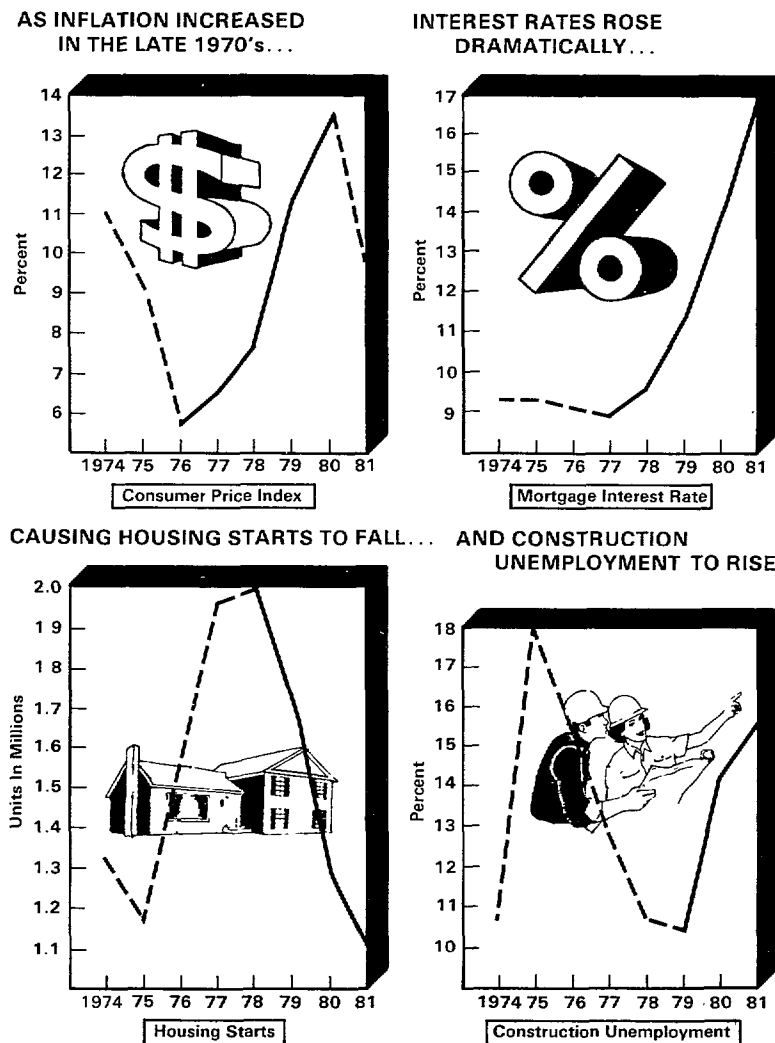 AS INFLATION INCREASED
IN THE LATE 1970's...
14
13
12
11
10
9
8
7
6
Percent
1974 75 76 77 78 79 80 81
Consumer Price Index
INTEREST RATES ROSE
DRAMATICALLY...
17
16
15
14
13
12
11
10
9
Percent
1974 75 76 77 78 79 80 81
Mortgage Interest Rate
CAUSING HOUSING STARTS TO FALL...
2.0
1 9
1.8
1.7
1.6
1.5
1.4
1.3
1.2
1.1
Units In Millions
1974 75 76 77 78 79 80 81
Housing Starts
AND CONSTRUCTION
UNEMPLOYMENT TO RISE
18
17
16
15
14
13
12
11
10
Percent
1974 75 76 77 78 79 80 81
Construction Unemployment